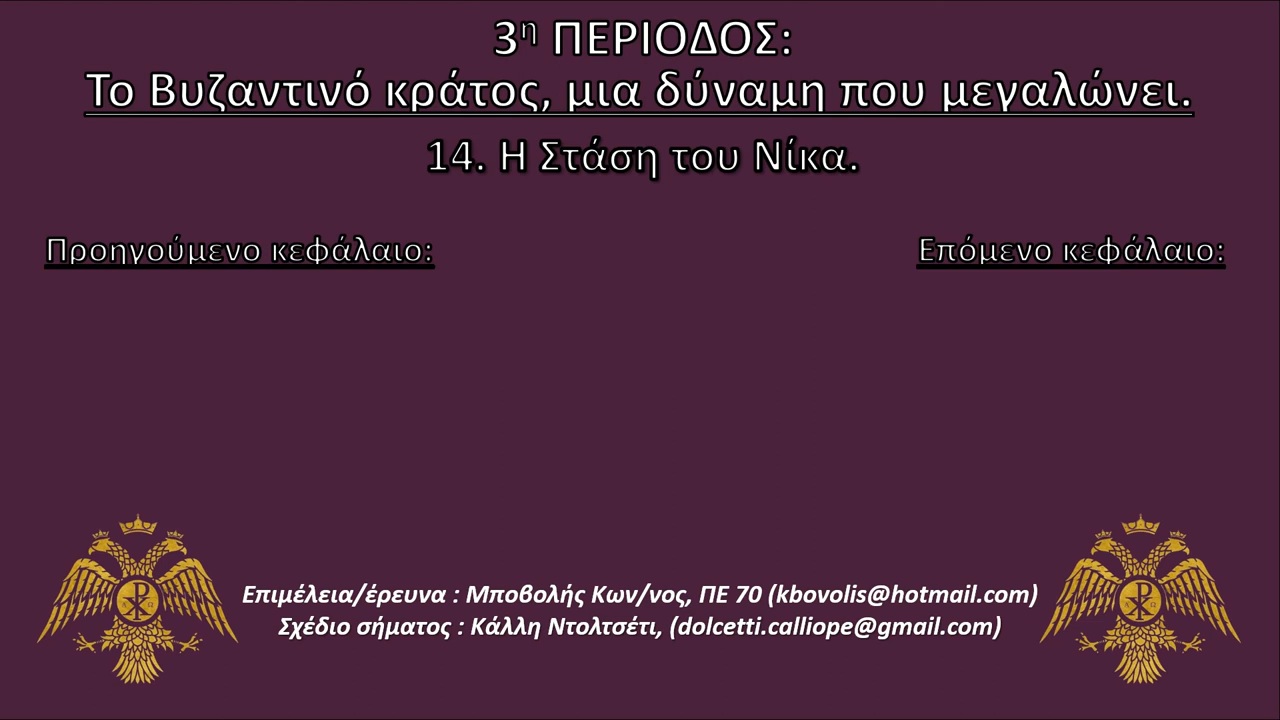 3η ΠΕΡΙΟΔΟΣ:
Το Βυζαντινό κράτος, μια δύναμη που μεγαλώνει.
14. Η Στάση του Νίκα.
Προηγούμενο κεφάλαιο:
Επόμενο κεφάλαιο:
Επιμέλεια/έρευνα : Μποβολής Κων/νος, ΠΕ 70 (kbovolis@hotmail.com)
Σχέδιο σήματος : Κάλλη Ντολτσέτι, (dolcetti.calliope@gmail.com)